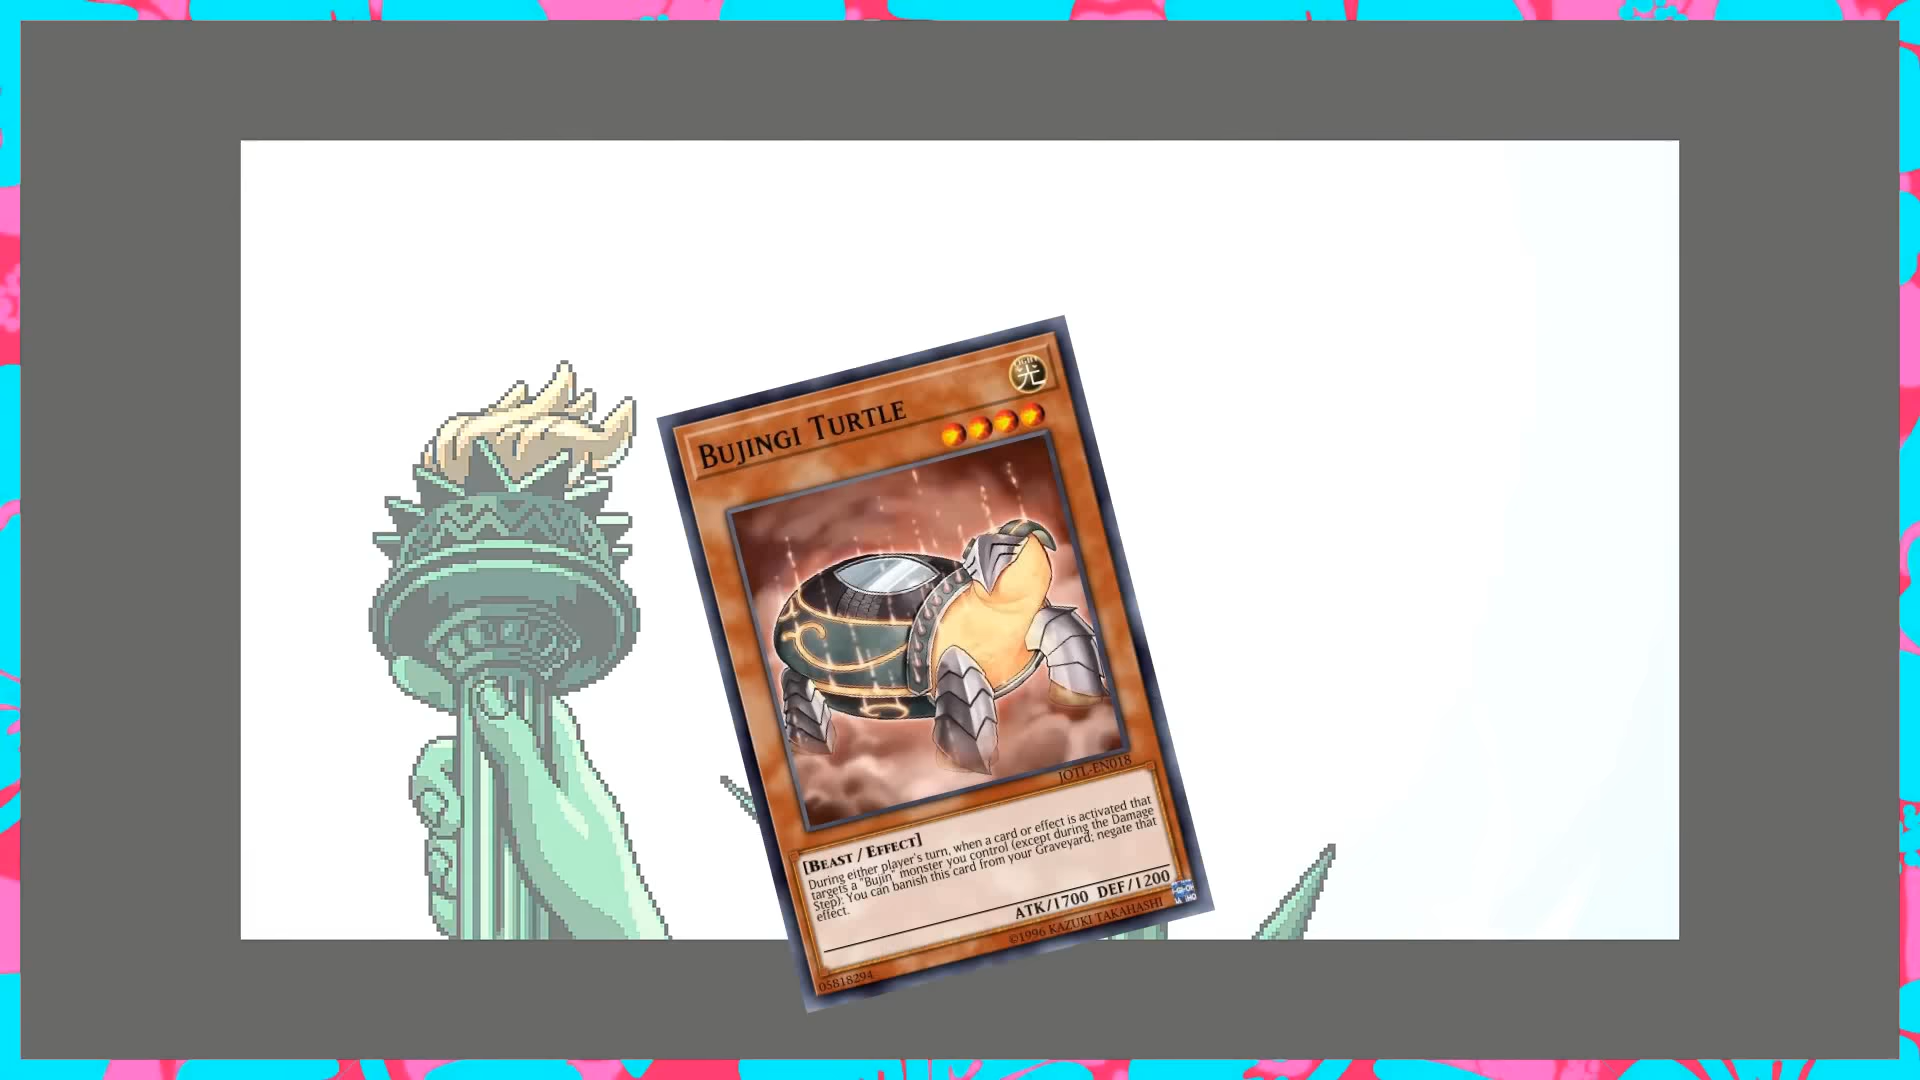 BUJINGI TURTLE
光
JOTL-EN018
[BEAST / EFFECT]
During either player's turn, when a card or effect is activated that
targets a "Bujin" monster you control (except during the Damage
Step): You can banish this card from your Graveyard; negate that
effect.
ATK/1700 DEF/1200
©1996 KAZUKI TAKAHASHI
05818294